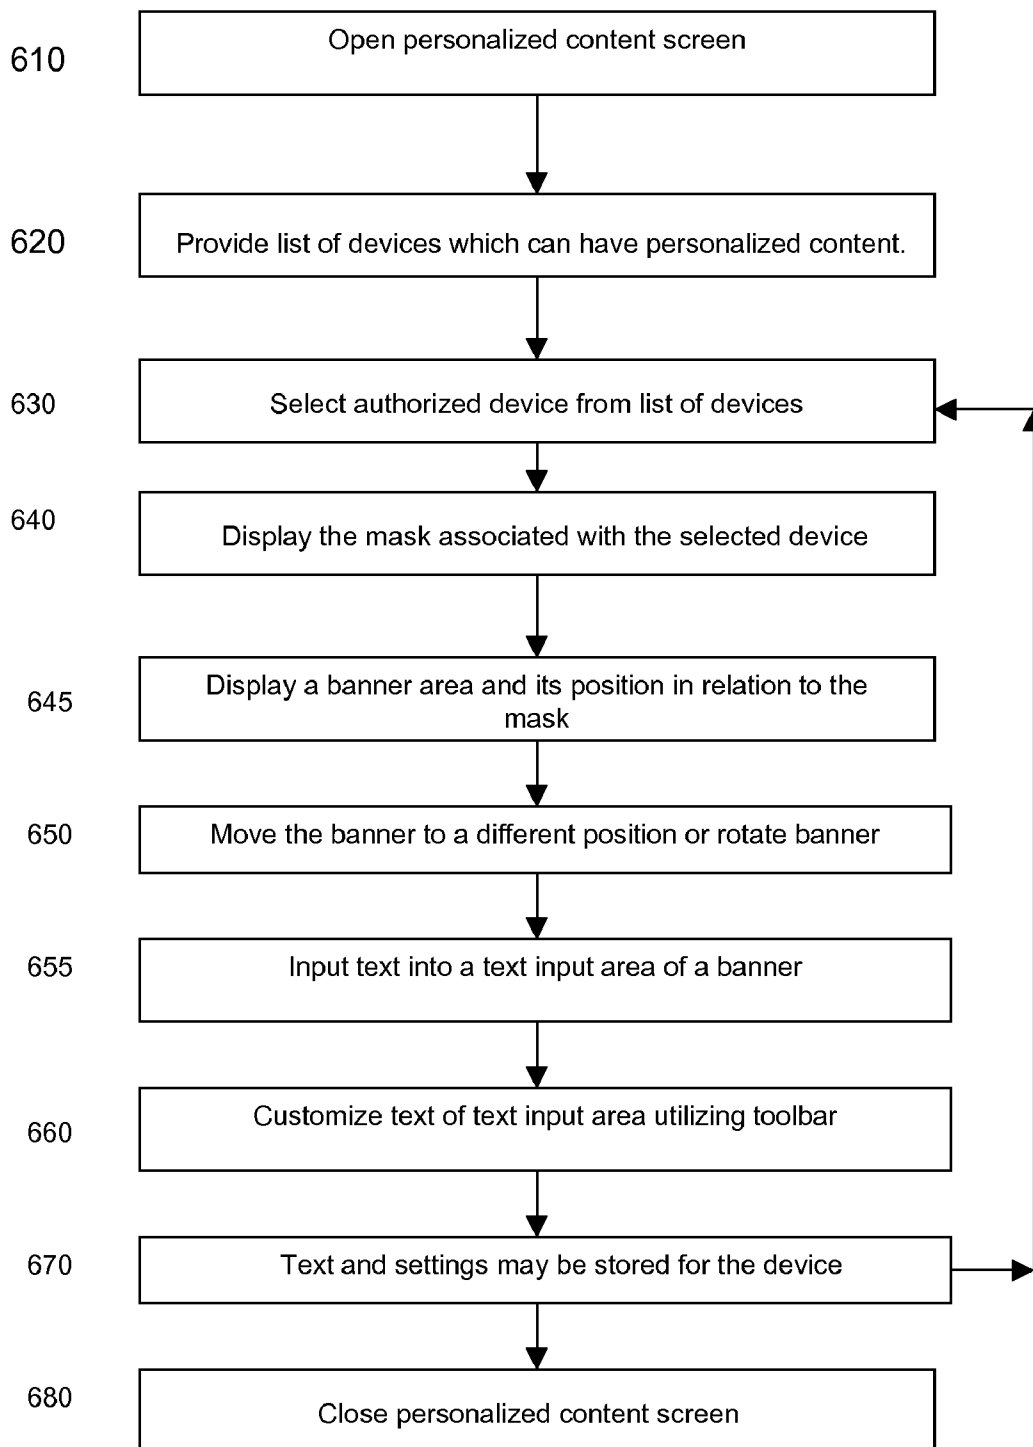 610
Open personalized content screen
620
Provide list of devices which can have personalized content.
630
Select authorized device from list of devices
640
Display the mask associated with the selected device
645
Display a banner area and its position in relation to the
mask
650
Move the banner to a different position or rotate banner
655
Input text into a text input area of a banner
660
Customize text of text input area utilizing toolbar
670
Text and settings may be stored for the device
680
Close personalized content screen